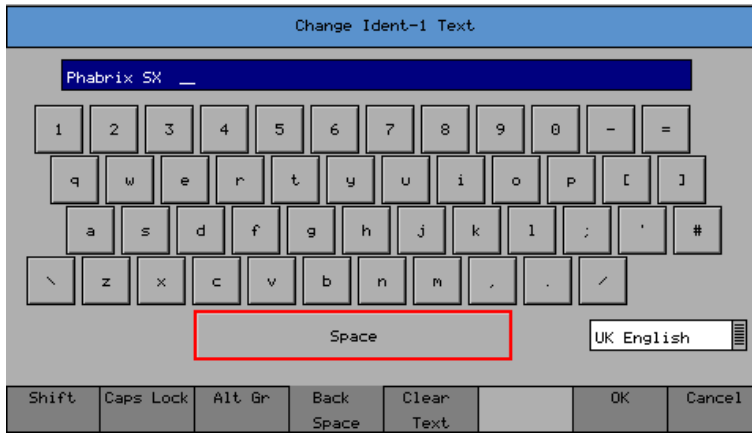 Change Ident-1 Text
Phabrix SX _
1 2 3 4 5 6 7 8 9 0 - =
q w e r t y u i o p [ ]
a s d f g h j k l ; ' #
\ z x c v b n m , . /
Space
UK English
Shift Caps Lock Alt Gr Back Space Clear Text OK Cancel